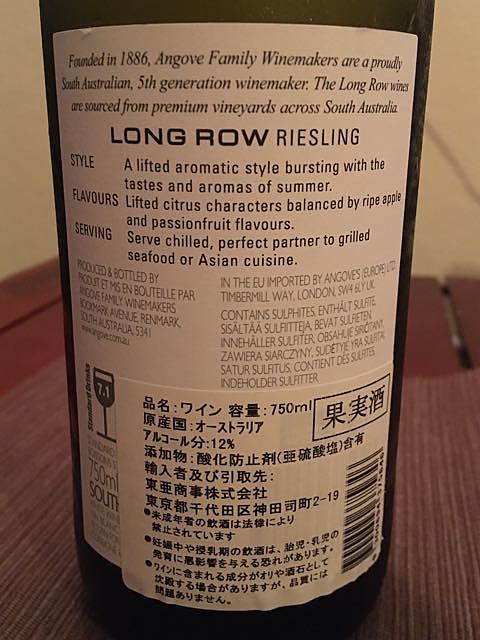 Founded in 1886, Angove Family Winemakers are a proudly
South Australian, 5th generation winemaker. The Long Row wines
are sourced from premium vineyards across South Australia.
LONG ROW RIESLING
STYLE A lifted aromatic style bursting with the
tastes and aromas of summer.
FLAVOURS Lifted citrus characters balanced by ripe apple
and passionfruit flavours.
SERVING Serve chilled, perfect partner to grilled
seafood or Asian cuisine.
PRODUCED & BOTTLED BY
PRODUIT ET MIS EN BOUTEILLE PAR
ANGOVE FAMILY WINEMAKERS
BOOKMARK AVENUE, RENMARK,
SOUTH AUSTRALIA, 5341
www.angove.com.au
IN THE EU IMPORTED BY ANGOVE'S (EUROPE) LTD.
TIMBERMILL WAY, LONDON, SW4 6LY UK.
CONTAINS SULPHITES, ENTHÄLT SULFITE,
SISÄLTÄÄ SULFIITTEJA, BEVAT SULFIETEN,
INNEHÅLLER SULFITER, OBSAHUJE SIRIČITANY,
ZAWIERA SIARCZYNY, SUDĖTYJE YRA SULFITAI,
SATUR SULFITUS, CONTIENT DES SULFITES,
INDEHOLDER SULFITTER
Standard Drinks
7.1
750ml
SOUTH
品名:ワイン 容量:750ml
果実酒
原産国:オーストラリア
アルコール分:12%
添加物:酸化防止剤(亜硫酸塩)含有
輸入者及び引取先:
東亜商事株式会社
東京都千代田区神田司町2-19
●未成年者の飲酒は法律により
禁止されています
●妊娠中や授乳期の飲酒は、胎児・乳児の
発育に悪影響を与える恐れがあります。
●ワインに含まれる成分がオリや酒石として
沈殿する場合がありますが、品質には
問題ありません。